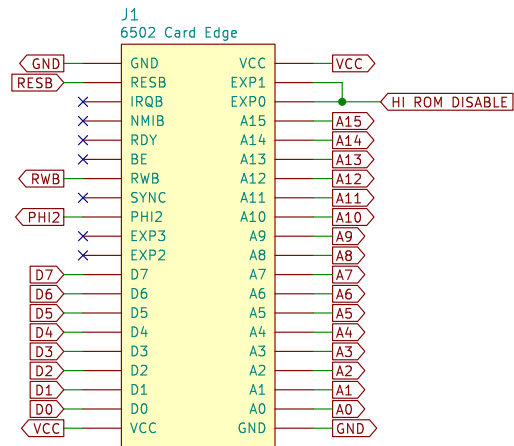 J1
6502 Card Edge
GND GND VCC VCC
RESB RESB EXP1
IRQB EXP0 HI ROM DISABLE
NMIB A15 A15
RDY A14 A14
BE A13 A13
RWB RWB A12 A12
SYNC A11 A11
PHI2 PHI2 A10 A10
EXP3 A9 A9
EXP2 A8 A8
D7 D7 A7 A7
D6 D6 A6 A6
D5 D5 A5 A5
D4 D4 A4 A4
D3 D3 A3 A3
D2 D2 A2 A2
D1 D1 A1 A1
D0 D0 A0 A0
VCC VCC GND GND